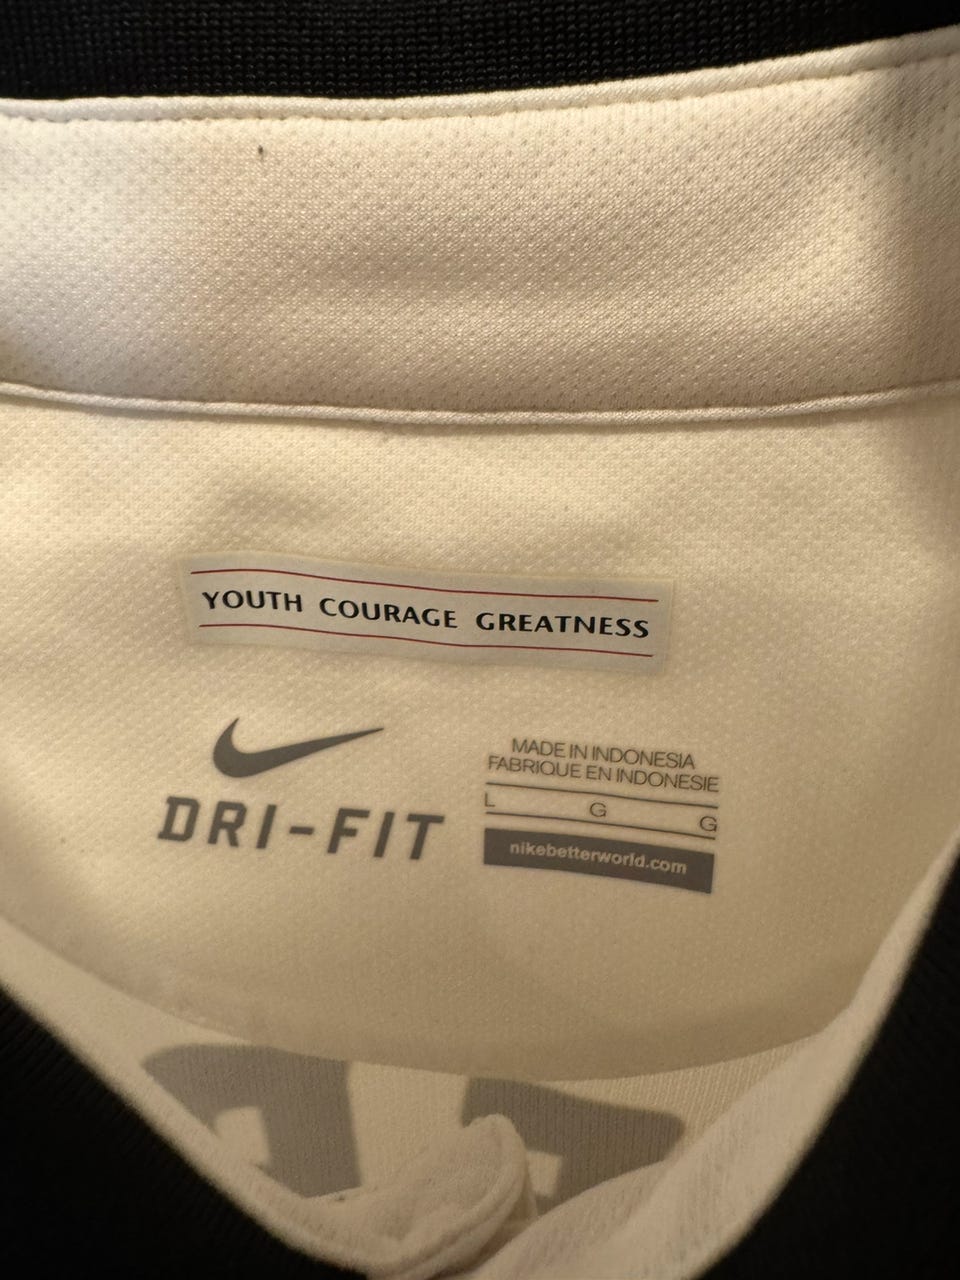 YOUTH COURAGE GREATNESS
DRI-FIT
MADE IN INDONESIA
FABRIQUE EN INDONESIE
L G G
nikebetterworld.com